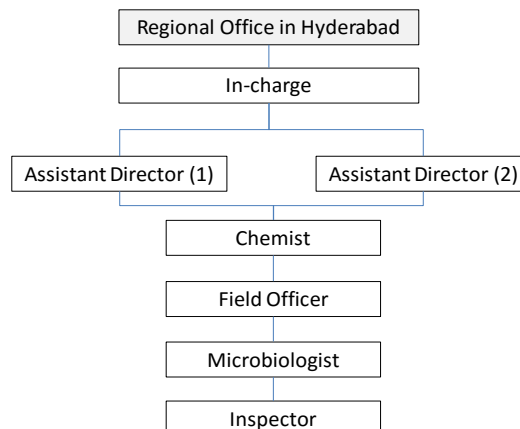 Regional Office in Hyderabad
In-charge
Assistant Director (1)
Assistant Director (2)
Chemist
Field Officer
Microbiologist
Inspector